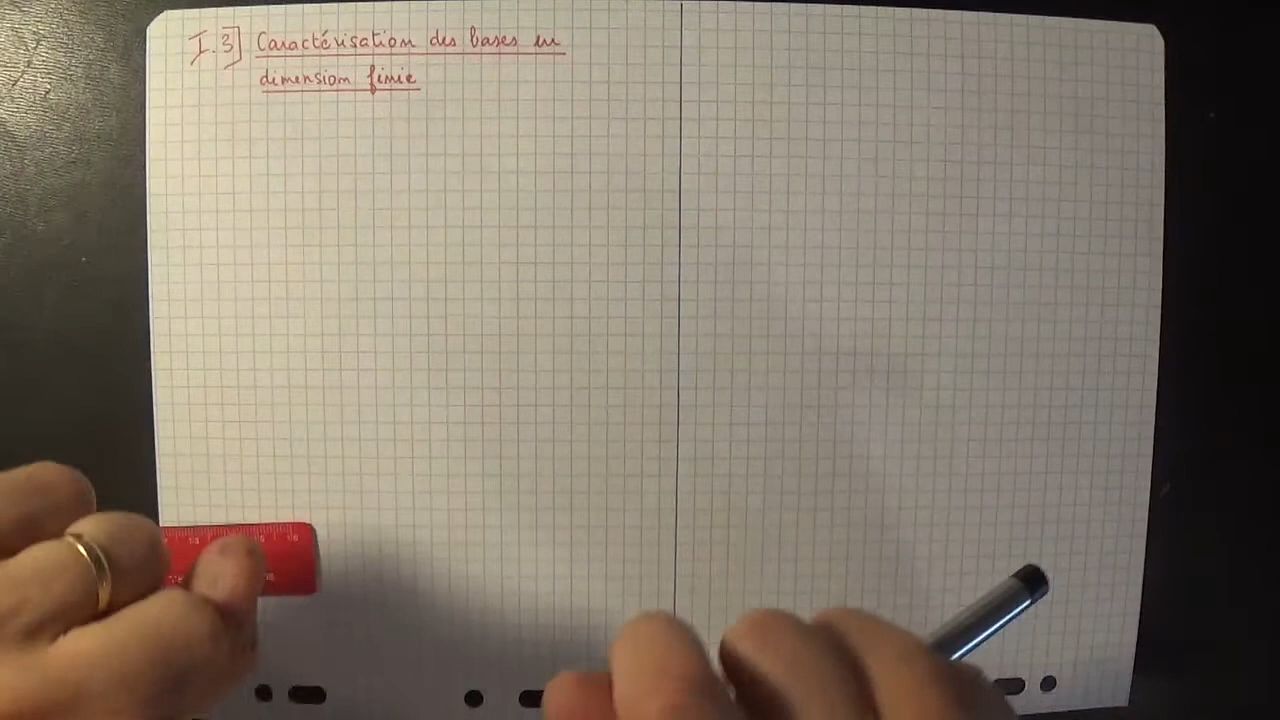 I.3] Caractérisation des bases en
dimension finie